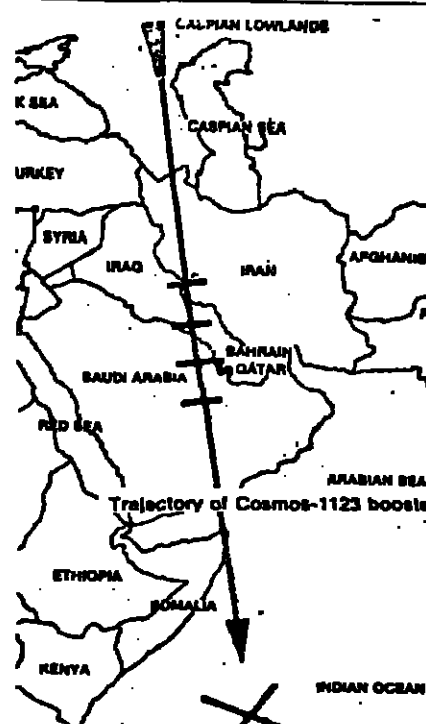 CALPIAN LOWLANDS
K SEA
CASPIAN SEA
URKEY
SYRIA
IRAQ
IRAN
AFGHANIS
BAHRAIN
QATAR
SAUDI ARABIA
RED SEA
ARABIAN SEA
Trajectory of Cosmos-1123 booste
ETHIOPIA
SOMALIA
KENYA
INDIAN OCEAN